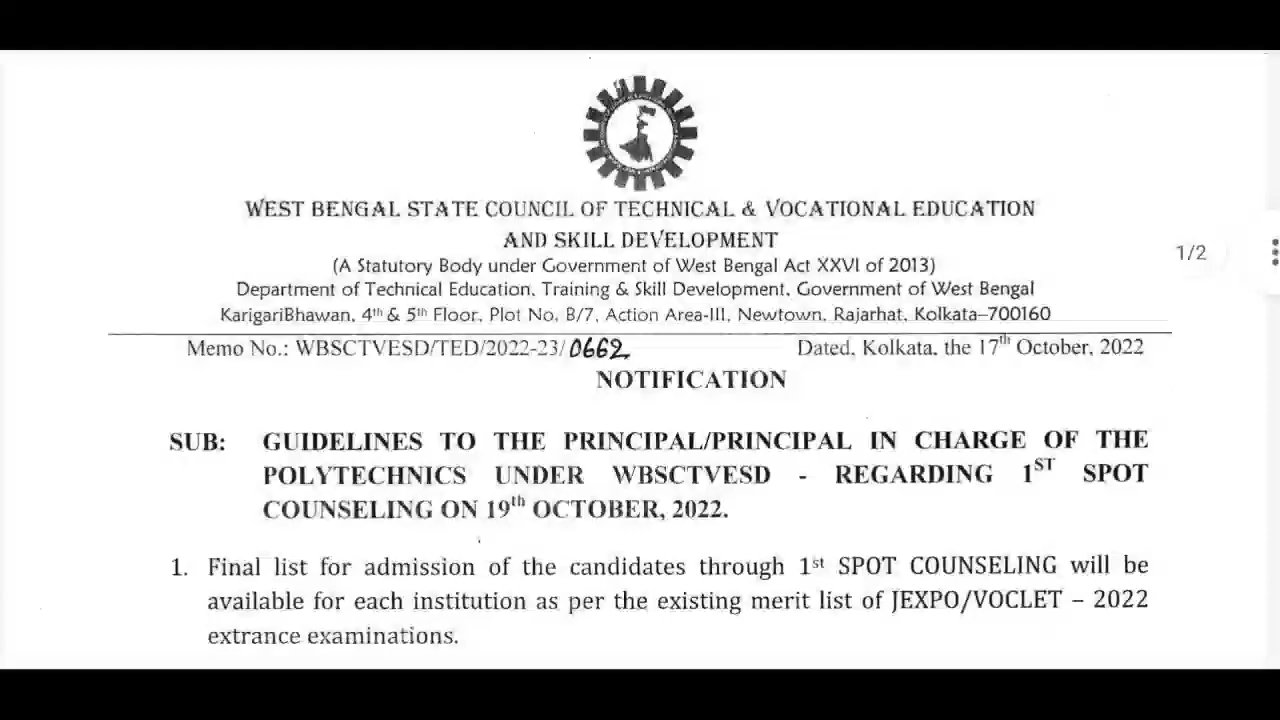 WEST BENGAL STATE COUNCIL OF TECHNICAL & VOCATIONAL EDUCATION
AND SKILL DEVELOPMENT
(A Statutory Body under Government of West Bengal Act XXVI of 2013)
Department of Technical Education, Training & Skill Development, Government of West Bengal
KarigariBhawan, 4th & 5th Floor, Plot No. B/7, Action Area-III, Newtown, Rajarhat, Kolkata–700160
1/2
Memo No.: WBSCTVESD/TED/2022-23/0662 Dated, Kolkata, the 17th October, 2022
NOTIFICATION
SUB: GUIDELINES TO THE PRINCIPAL/PRINCIPAL IN CHARGE OF THE
POLYTECHNICS UNDER WBSCTVESD - REGARDING 1ST SPOT
COUNSELING ON 19th OCTOBER, 2022.
1. Final list for admission of the candidates through 1st SPOT COUNSELING will be
available for each institution as per the existing merit list of JEXPO/VOCLET – 2022
extrance examinations.